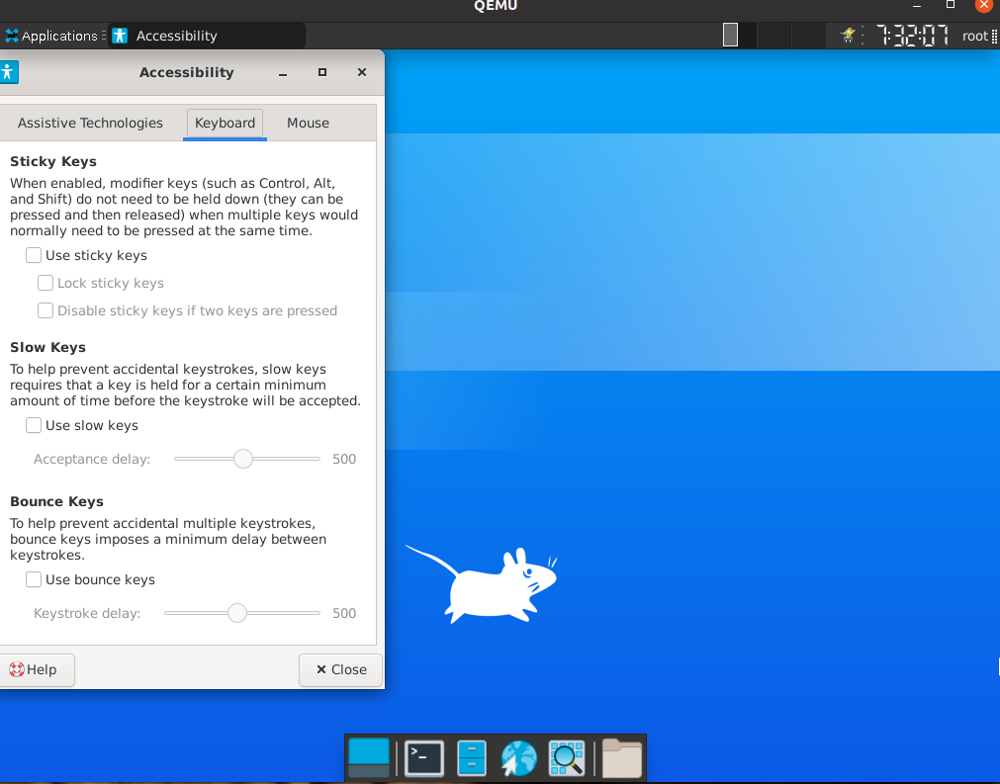 QEMU
Applications
Accessibility
7:32:07
root
Accessibility
Assistive Technologies
Keyboard
Mouse
Sticky Keys
When enabled, modifier keys (such as Control, Alt,
and Shift) do not need to be held down (they can be
pressed and then released) when multiple keys would
normally need to be pressed at the same time.
Use sticky keys
Lock sticky keys
Disable sticky keys if two keys are pressed
Slow Keys
To help prevent accidental keystrokes, slow keys
requires that a key is held for a certain minimum
amount of time before the keystroke will be accepted.
Use slow keys
Acceptance delay: 500
Bounce Keys
To help prevent accidental multiple keystrokes,
bounce keys imposes a minimum delay between
keystrokes.
Use bounce keys
Keystroke delay: 500
Help
Close